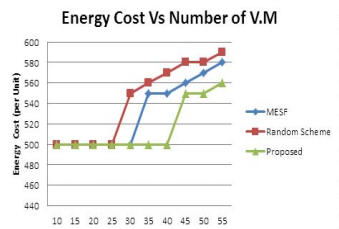 Energy Cost Vs Number of V.M
Energy Cost (per Unit)
600
580
560
540
520
500
480
460
440
10 15 20 25 30 35 40 45 50 55
MESF
Random Scheme
Proposed